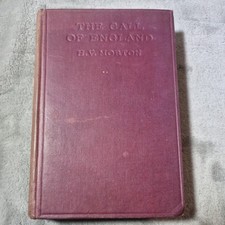 THE CALL
OF ENGLAND
H.V. MORTON